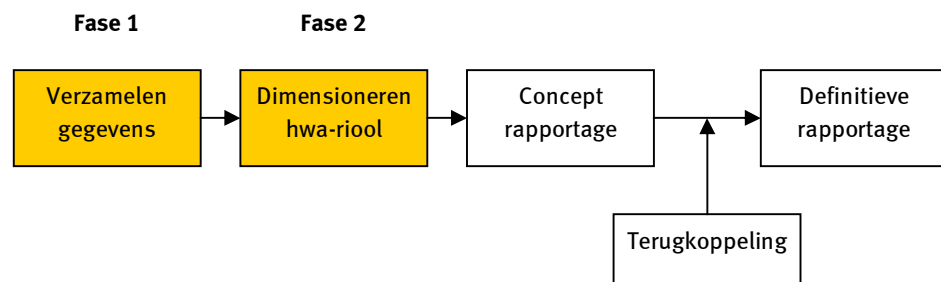 Fase 1
Fase 2
Verzamelen
gegevens
Dimensioneren
hwa-riool
Concept
rapportage
Definitieve
rapportage
Terugkoppeling